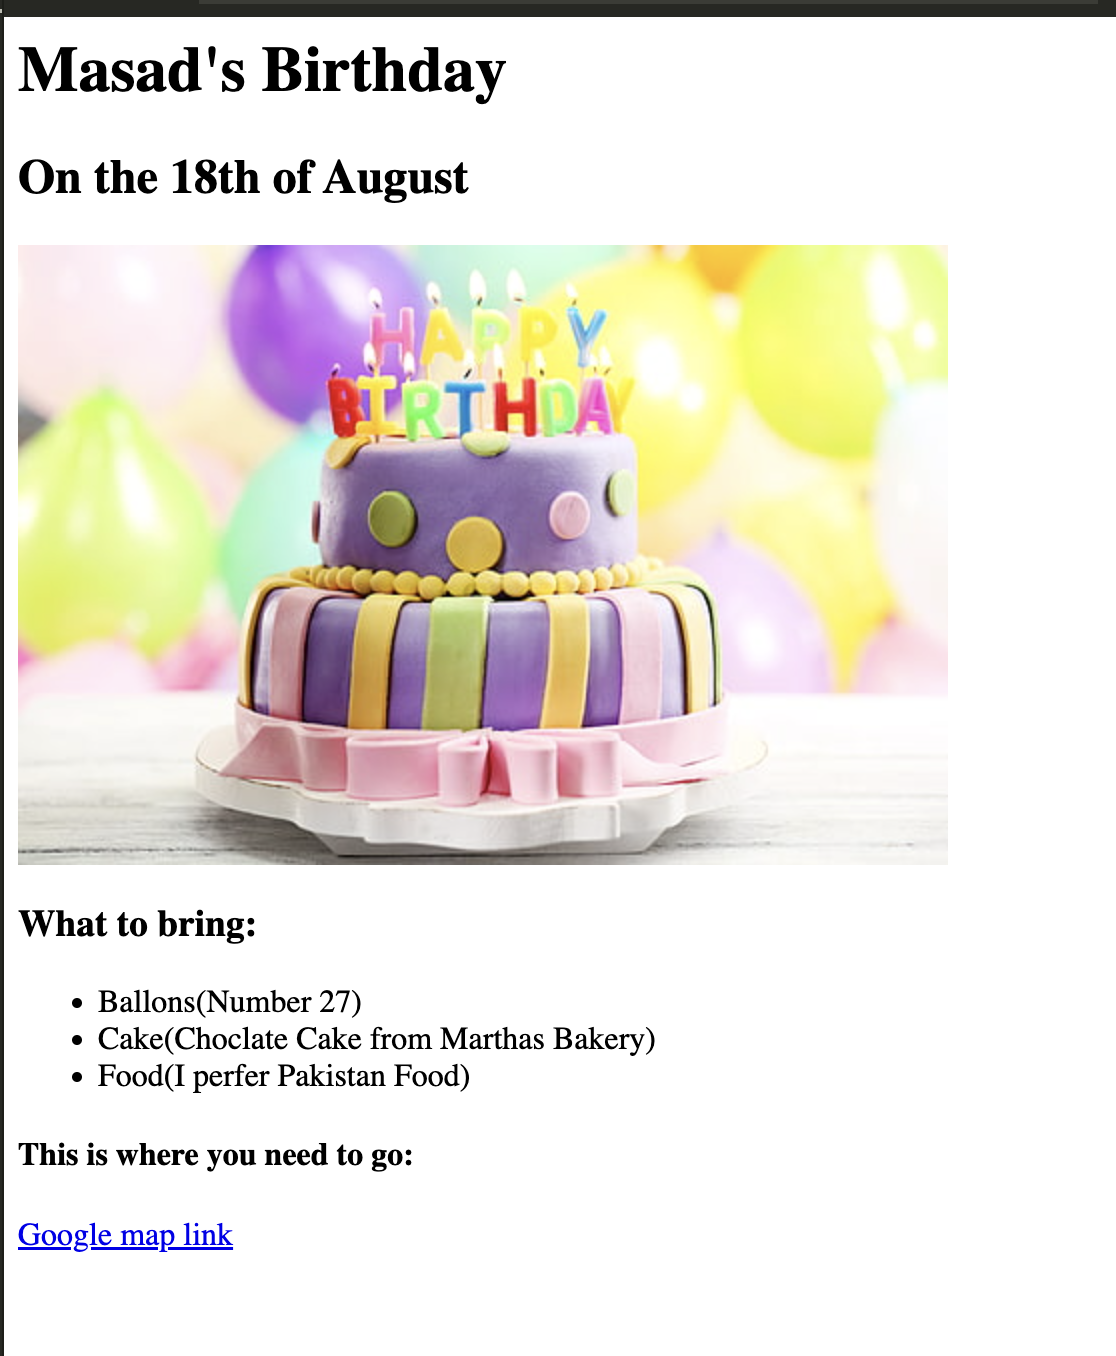 Masad's Birthday
On the 18th of August
HAPPY
BIRTHDAY
What to bring:
Ballons(Number 27)
Cake(Choclate Cake from Marthas Bakery)
Food(I perfer Pakistan Food)
This is where you need to go:
Google map link